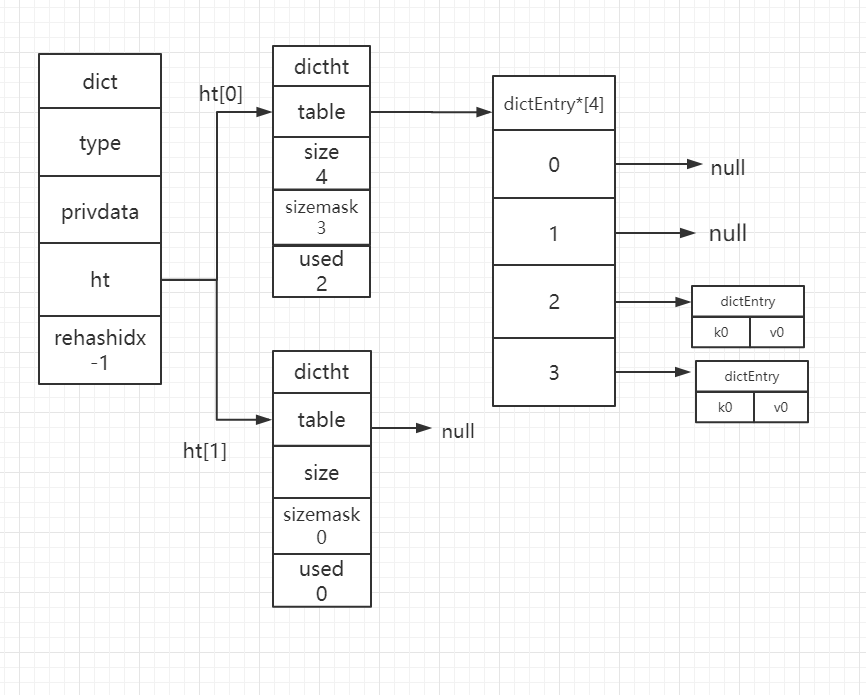 dict
type
privdata
ht
rehashidx
-1
ht[0]
dictht
table
size
4
sizemask
3
used
2
ht[1]
dictht
table
size
sizemask
0
used
0
null
dictEntry*[4]
0
1
2
3
null
null
dictEntry
k0 v0
dictEntry
k0 v0